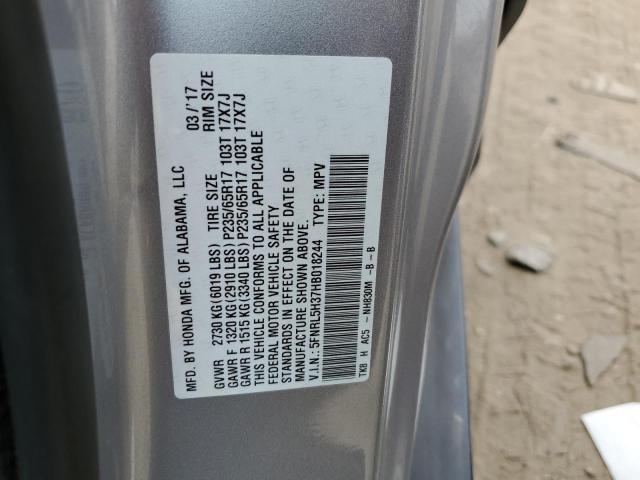 MFD. BY HONDA MFG. OF ALABAMA, LLC 03/'17
GVWR 2730 KG (6019 LBS) TIRE SIZE RIM SIZE
GAWR F 1320 KG (2910 LBS) P235/65R17 103T 17X7J
GAWR R 1515 KG (3340 LBS) P235/65R17 103T 17X7J
THIS VEHICLE CONFORMS TO ALL APPLICABLE
FEDERAL MOTOR VEHICLE SAFETY
STANDARDS IN EFFECT ON THE DATE OF
MANUFACTURE SHOWN ABOVE.
V.I.N.: 5FNRL5H37HB018244 TYPE: MPV
TK8 H AC5 -NH830M -B -B